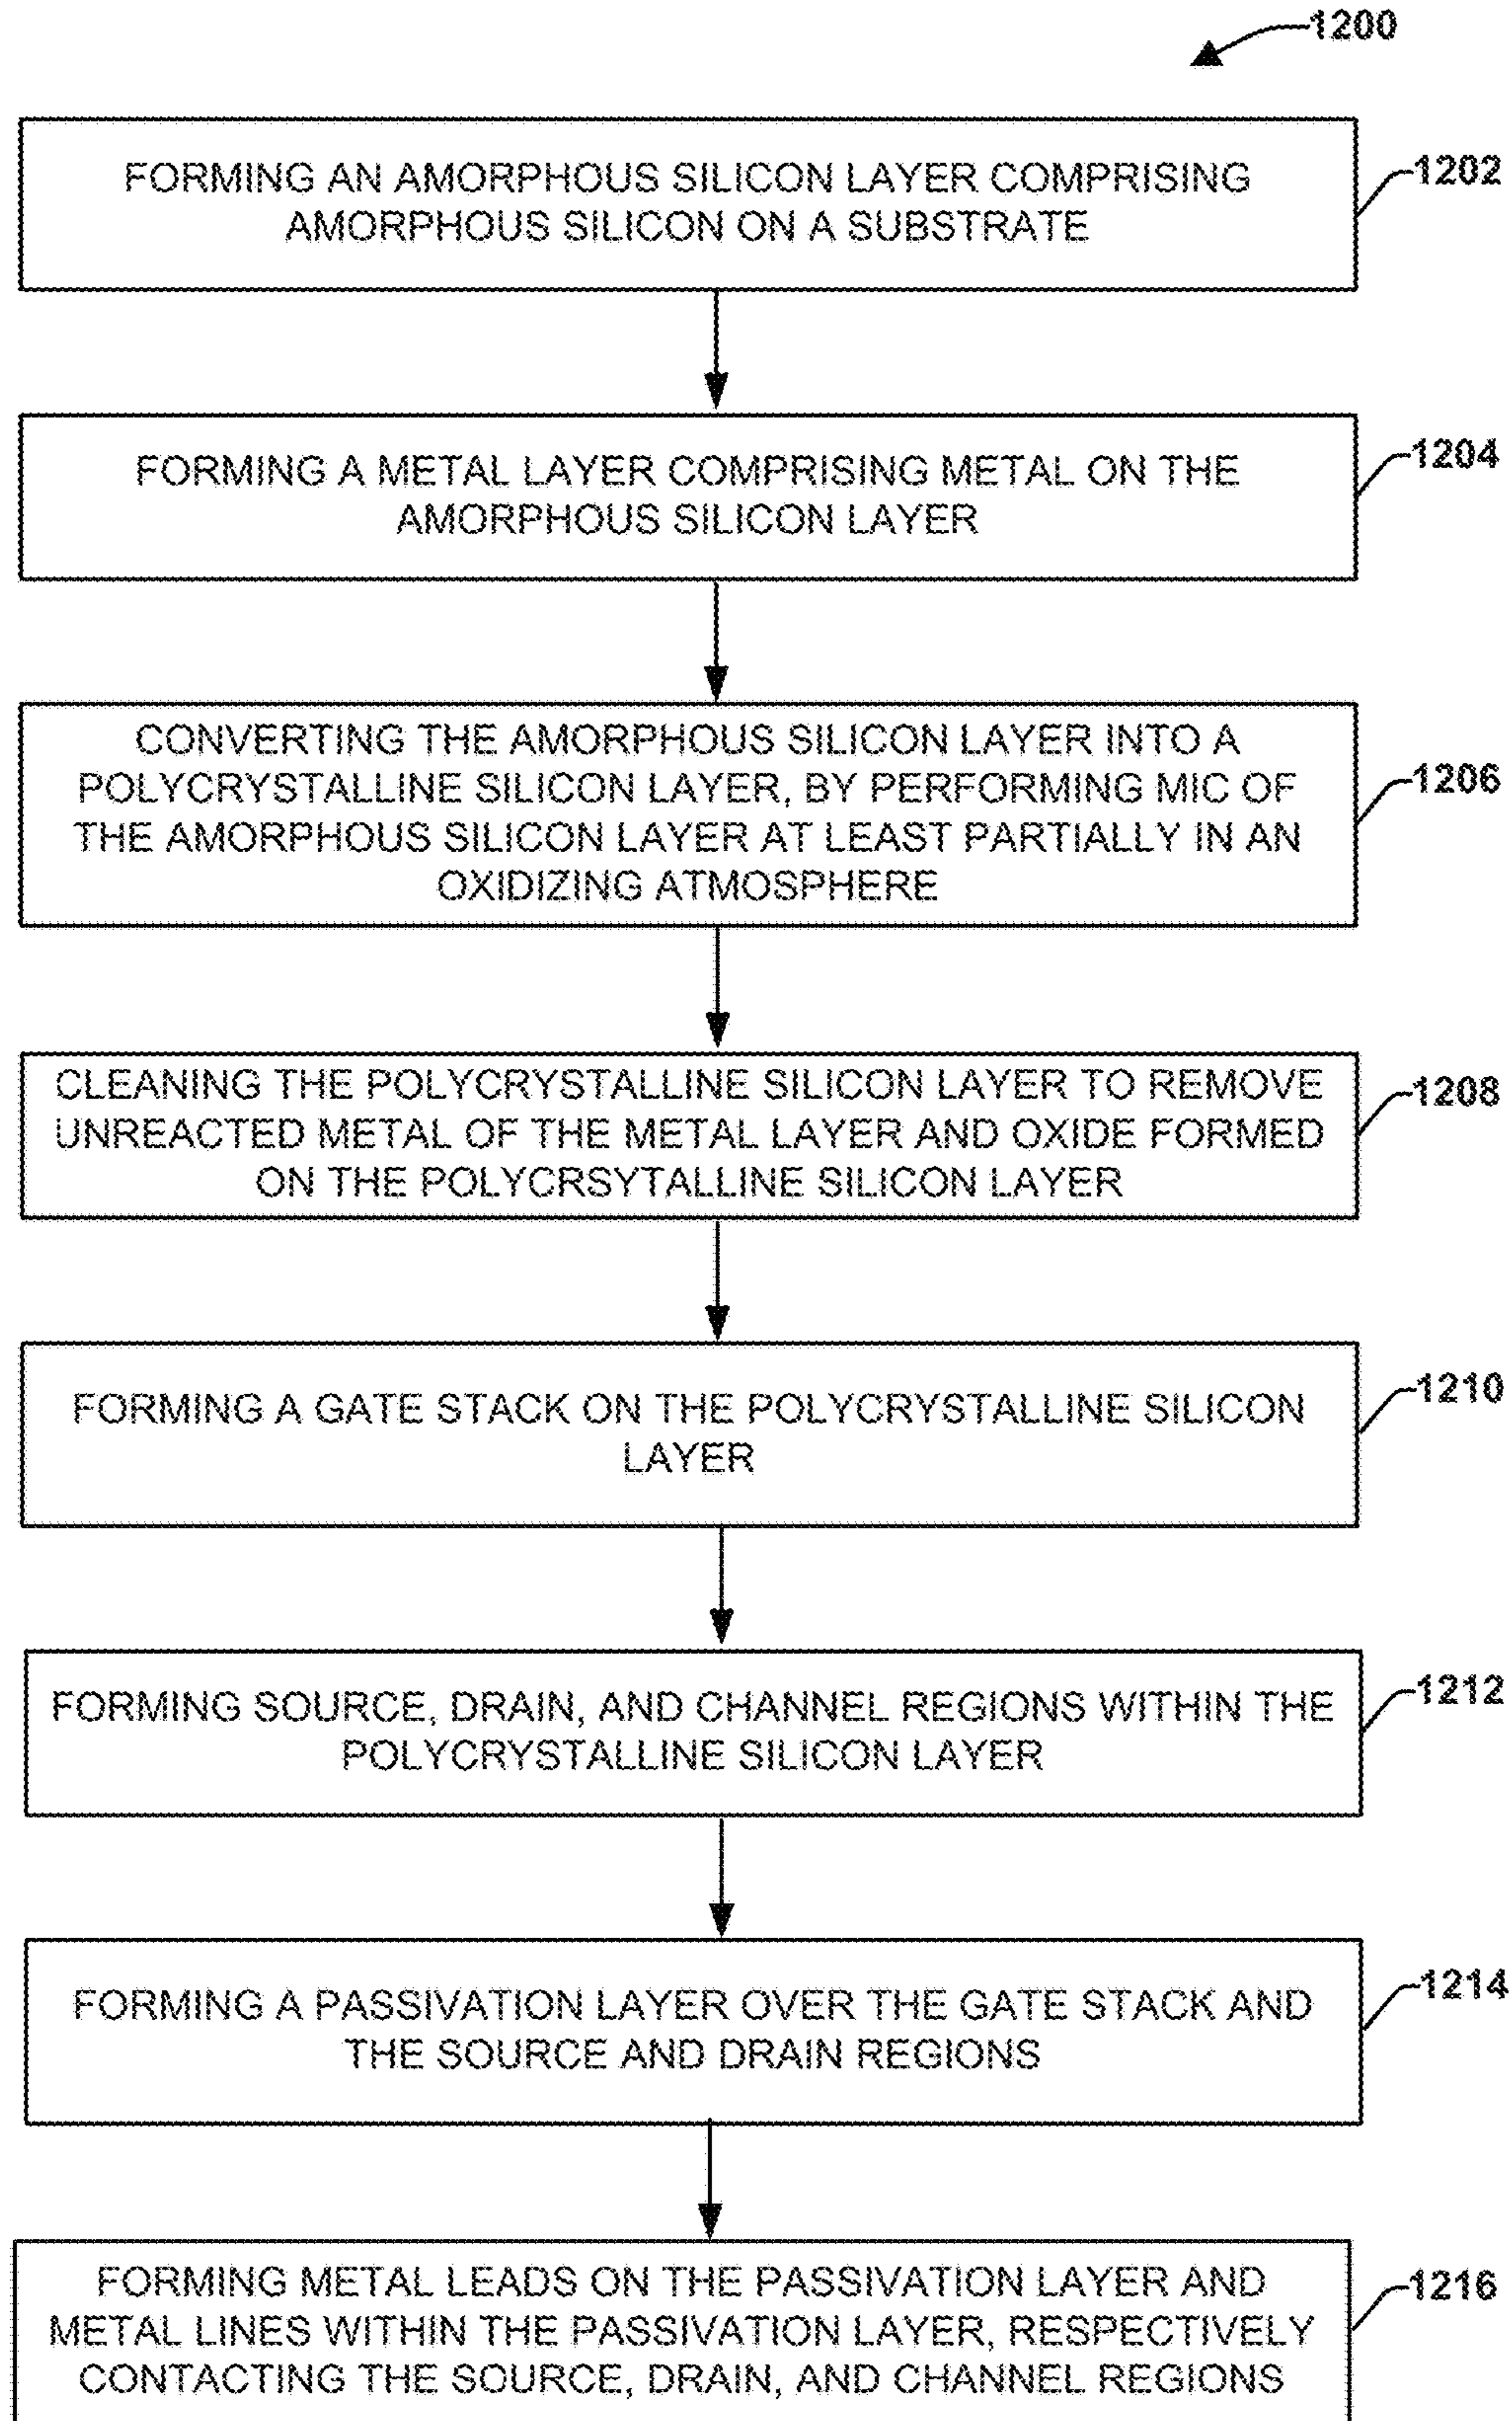 1200
FORMING AN AMORPHOUS SILICON LAYER COMPRISING
AMORPHOUS SILICON ON A SUBSTRATE
1202
FORMING A METAL LAYER COMPRISING METAL ON THE
AMORPHOUS SILICON LAYER
1204
CONVERTING THE AMORPHOUS SILICON LAYER INTO A
POLYCRYSTALLINE SILICON LAYER, BY PERFORMING MIC OF
THE AMORPHOUS SILICON LAYER AT LEAST PARTIALLY IN AN
OXIDIZING ATMOSPHERE
1206
CLEANING THE POLYCRYSTALLINE SILICON LAYER TO REMOVE
UNREACTED METAL OF THE METAL LAYER AND OXIDE FORMED
ON THE POLYCRSYTALLINE SILICON LAYER
1208
FORMING A GATE STACK ON THE POLYCRYSTALLINE SILICON
LAYER
1210
FORMING SOURCE, DRAIN, AND CHANNEL REGIONS WITHIN THE
POLYCRYSTALLINE SILICON LAYER
1212
FORMING A PASSIVATION LAYER OVER THE GATE STACK AND
THE SOURCE AND DRAIN REGIONS
1214
FORMING METAL LEADS ON THE PASSIVATION LAYER AND
METAL LINES WITHIN THE PASSIVATION LAYER, RESPECTIVELY
CONTACTING THE SOURCE, DRAIN, AND CHANNEL REGIONS
1216